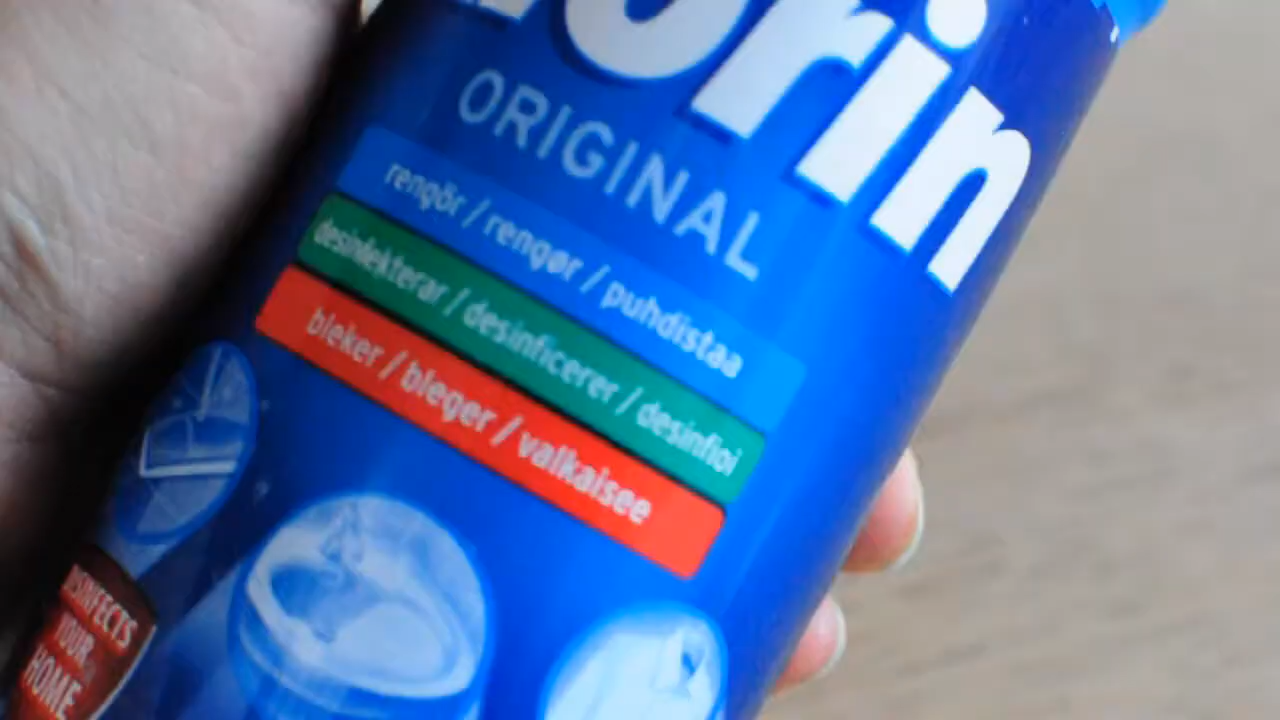 orin
ORIGINAL
rengör / rengør / puhdistaa
desinfekterar / desinficerer / desinfioi
bleker / bleger / valkaisee
DISINFECTS
YOUR
HOME